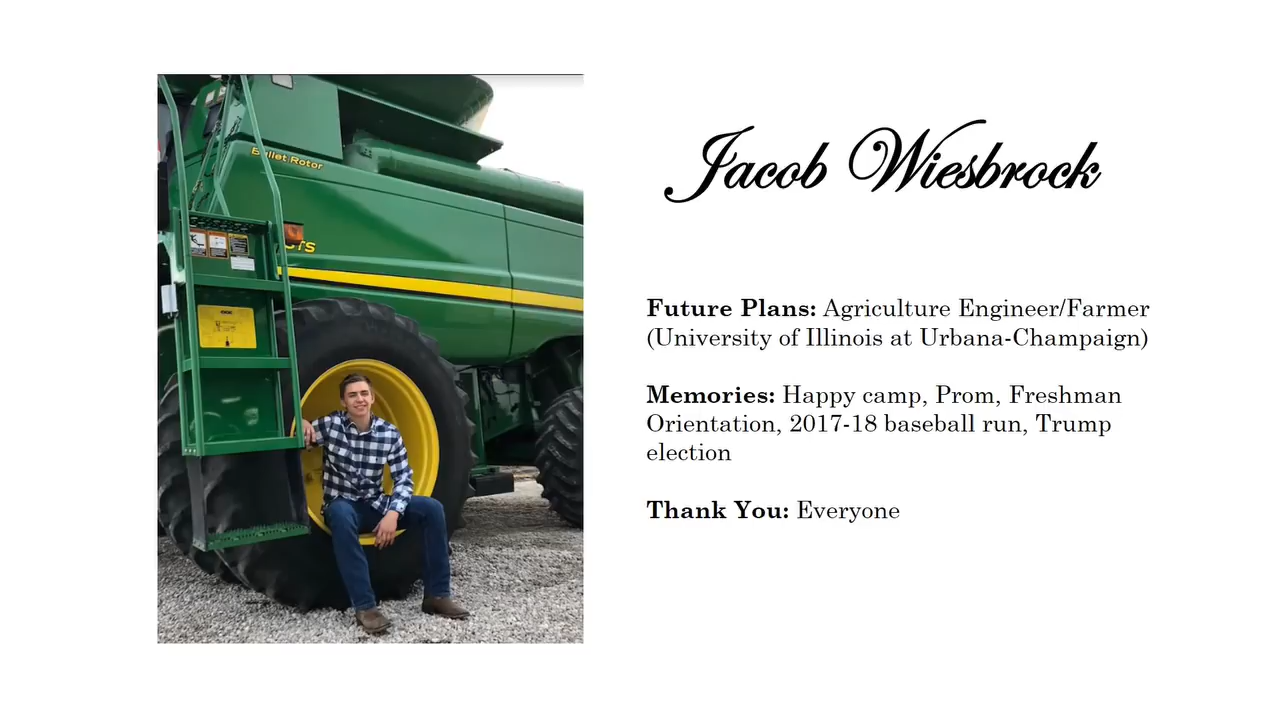 Jacob Wiesbrock
Bullet Rotor
STS
Future Plans: Agriculture Engineer/Farmer
(University of Illinois at Urbana-Champaign)
Memories: Happy camp, Prom, Freshman
Orientation, 2017-18 baseball run, Trump
election
Thank You: Everyone